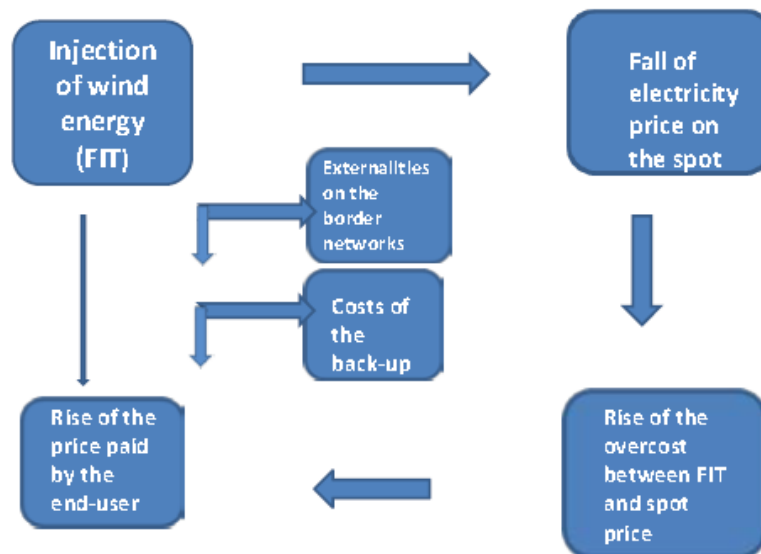 Injection
of wind
energy
(FIT)
Fall of
electricity
price on
the spot
Externalities
on the
border
networks
Costs of
the
back-up
Rise of the
price paid
by the
end-user
Rise of the
overcost
between FIT
and spot
price